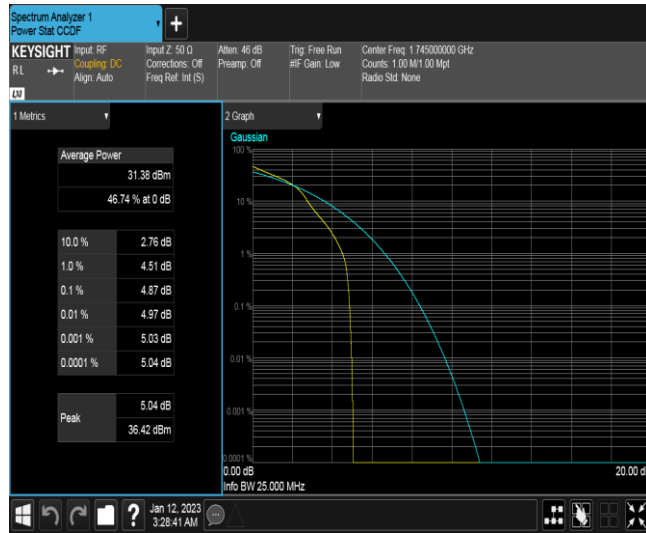 Spectrum Analyzer 1
Power Stat CCDF
+
KEYSIGHT
R L
LXI
Input: RF
Coupling: DC
Align: Auto
Input Z: 50 Ω
Corrections: Off
Freq Ref: Int (S)
Atten: 46 dB
Preamp: Off
Trig: Free Run
#IF Gain: Low
Center Freq: 1.745000000 GHz
Counts: 1.00 M/1.00 Mpt
Radio Std: None
1 Metrics
Average Power
31.38 dBm
46.74 % at 0 dB
10.0 % 2.76 dB
1.0 % 4.51 dB
0.1 % 4.87 dB
0.01 % 4.97 dB
0.001 % 5.03 dB
0.0001 % 5.04 dB
Peak
5.04 dB
36.42 dBm
2 Graph
Gaussian
100 %
10 %
1 %
0.1 %
0.01 %
0.001 %
0.0001 %
0.00 dB
20.00 d
Info BW 25.000 MHz
?
Jan 12, 2023
3:28:41 AM